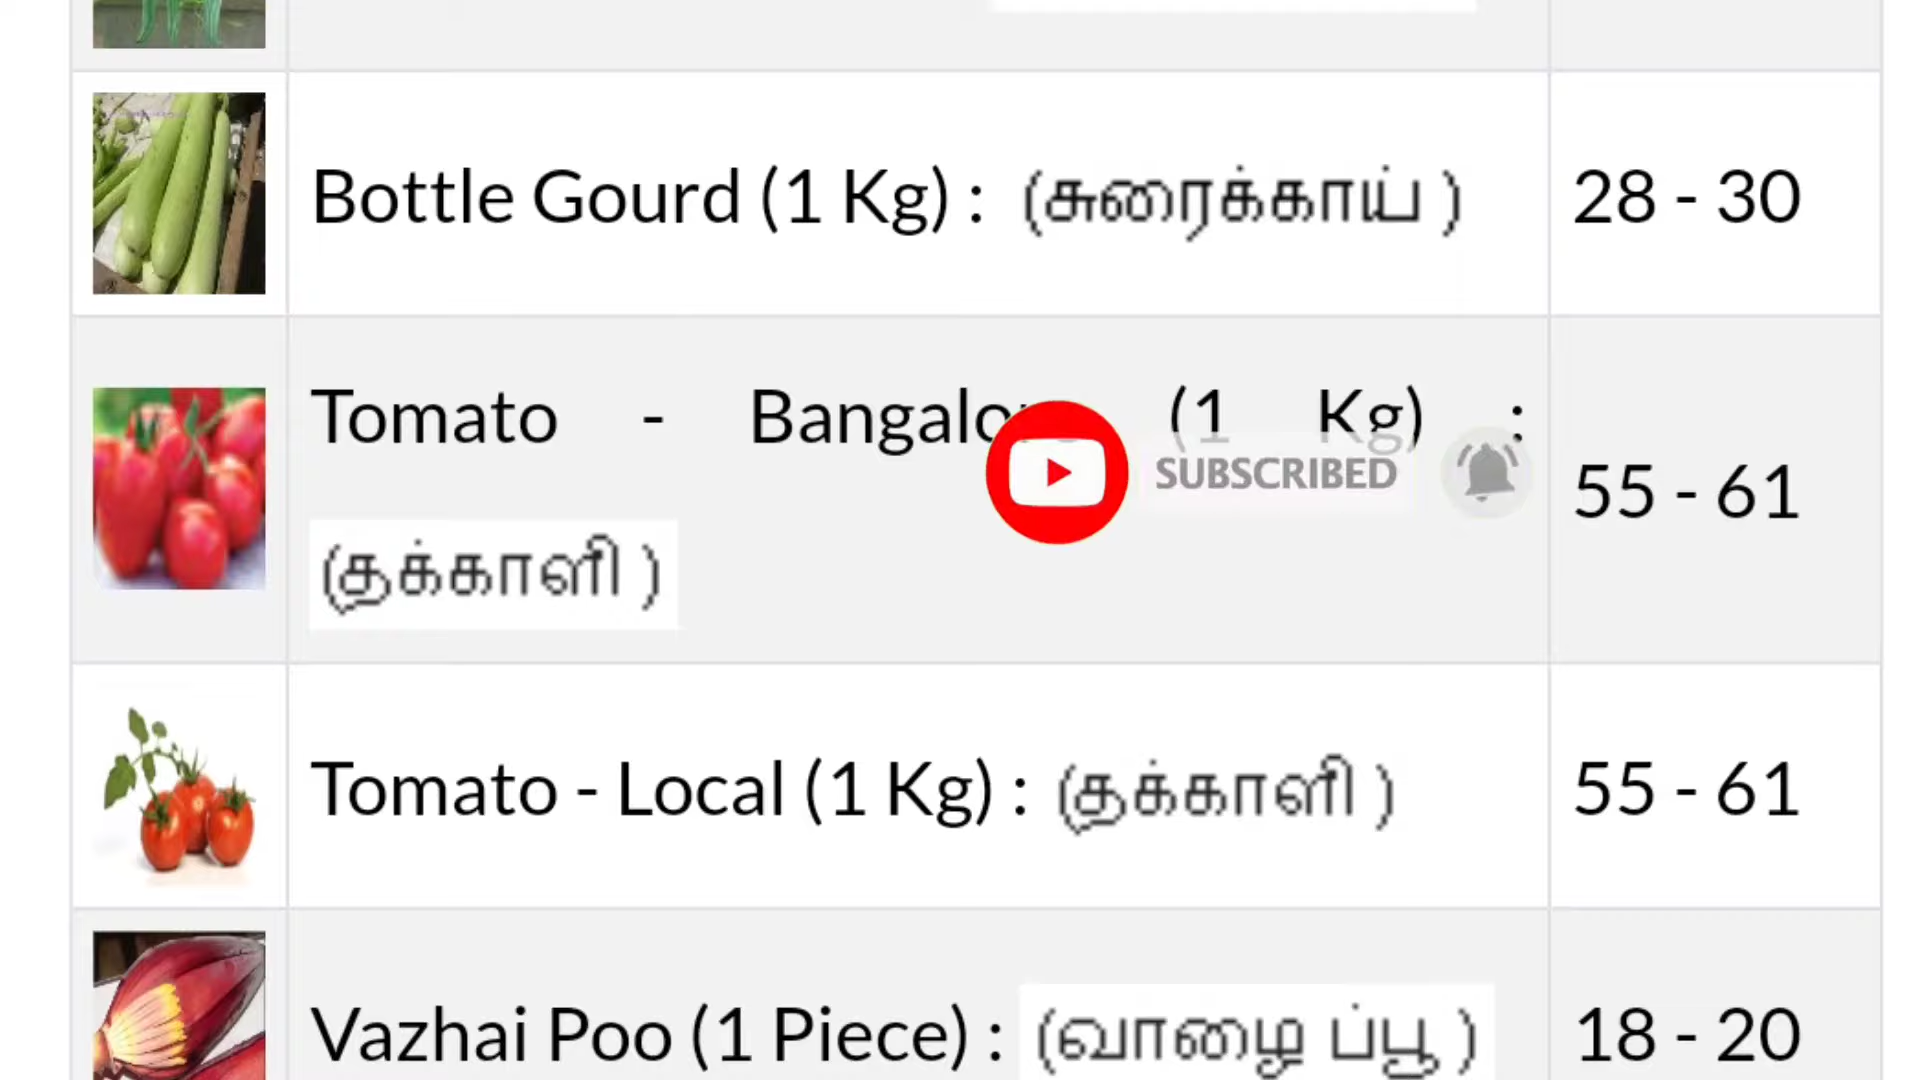 Bottle Gourd (1 Kg) : (சுரைக்காய் )
28 - 30
Tomato - Bangalore (1 Kg) :
(தக்காளி )
SUBSCRIBED
55 - 61
Tomato - Local (1 Kg) : (தக்காளி )
55 - 61
Vazhai Poo (1 Piece) : (வாழை ப்பூ )
18 - 20